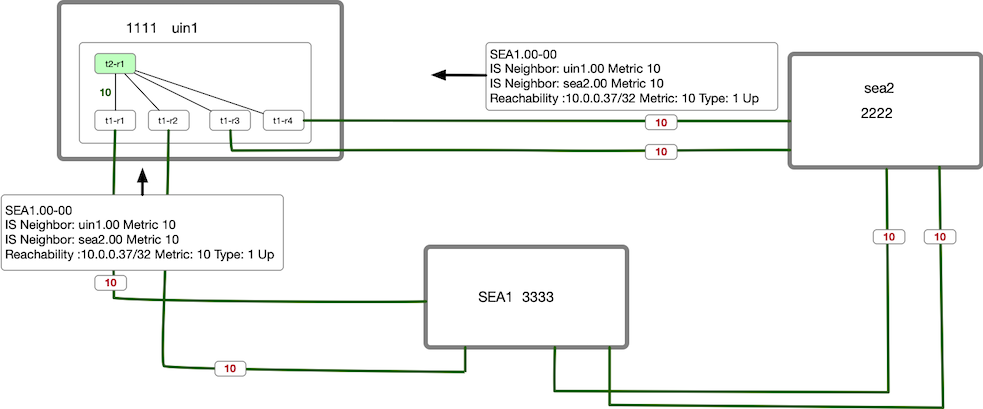 1111 uin1
t2-r1
10
t1-r1
t1-r2
t1-r3
t1-r4
SEA1.00-00
IS Neighbor: uin1.00 Metric 10
IS Neighbor: sea2.00 Metric 10
Reachability :10.0.0.37/32 Metric: 10 Type: 1 Up
sea2
2222
10
10
SEA1.00-00
IS Neighbor: uin1.00 Metric 10
IS Neighbor: sea2.00 Metric 10
Reachability :10.0.0.37/32 Metric: 10 Type: 1 Up
10
10
10
SEA1 3333
10